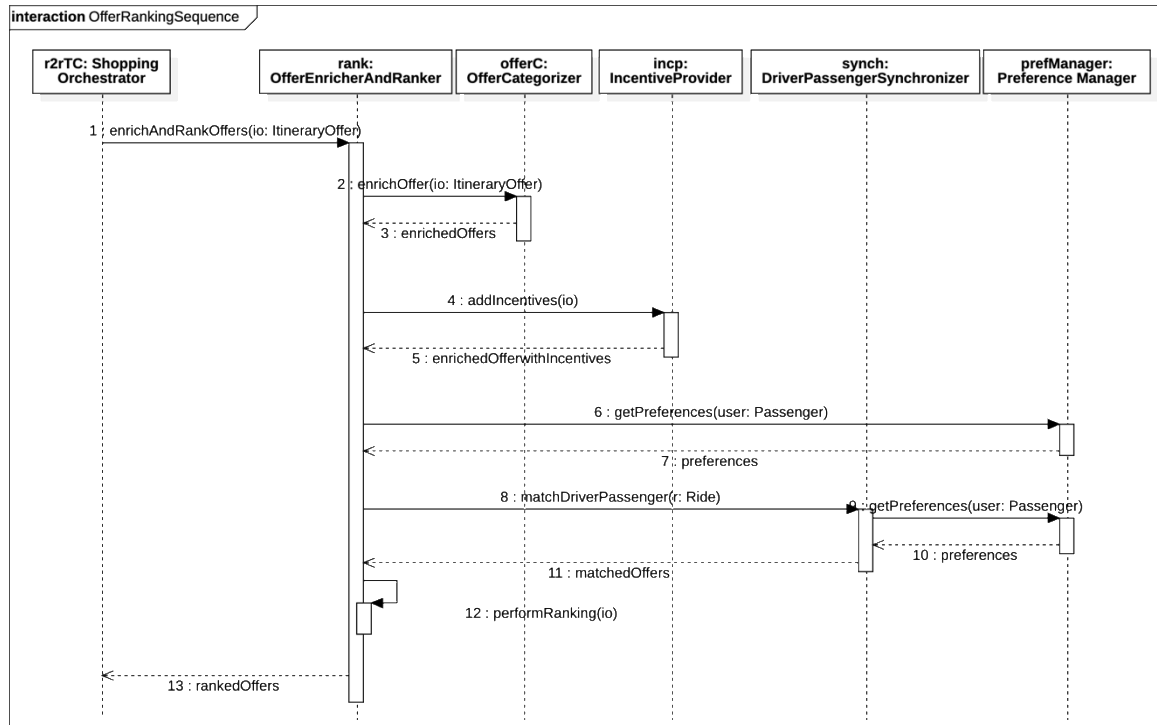 interaction OfferRankingSequence
r2rTC: Shopping
Orchestrator
rank:
OfferEnricherAndRanker
offerC:
OfferCategorizer
incp:
IncentiveProvider
synch:
DriverPassengerSynchronizer
prefManager:
Preference Manager
1 : enrichAndRankOffers(io: ItineraryOffer)
2 : enrichOffer(io: ItineraryOffer)
3 : enrichedOffers
4 : addIncentives(io)
5 : enrichedOfferwithIncentives
6 : getPreferences(user: Passenger)
7 : preferences
8 : matchDriverPassenger(r: Ride)
9 : getPreferences(user: Passenger)
10 : preferences
11 : matchedOffers
12 : performRanking(io)
13 : rankedOffers